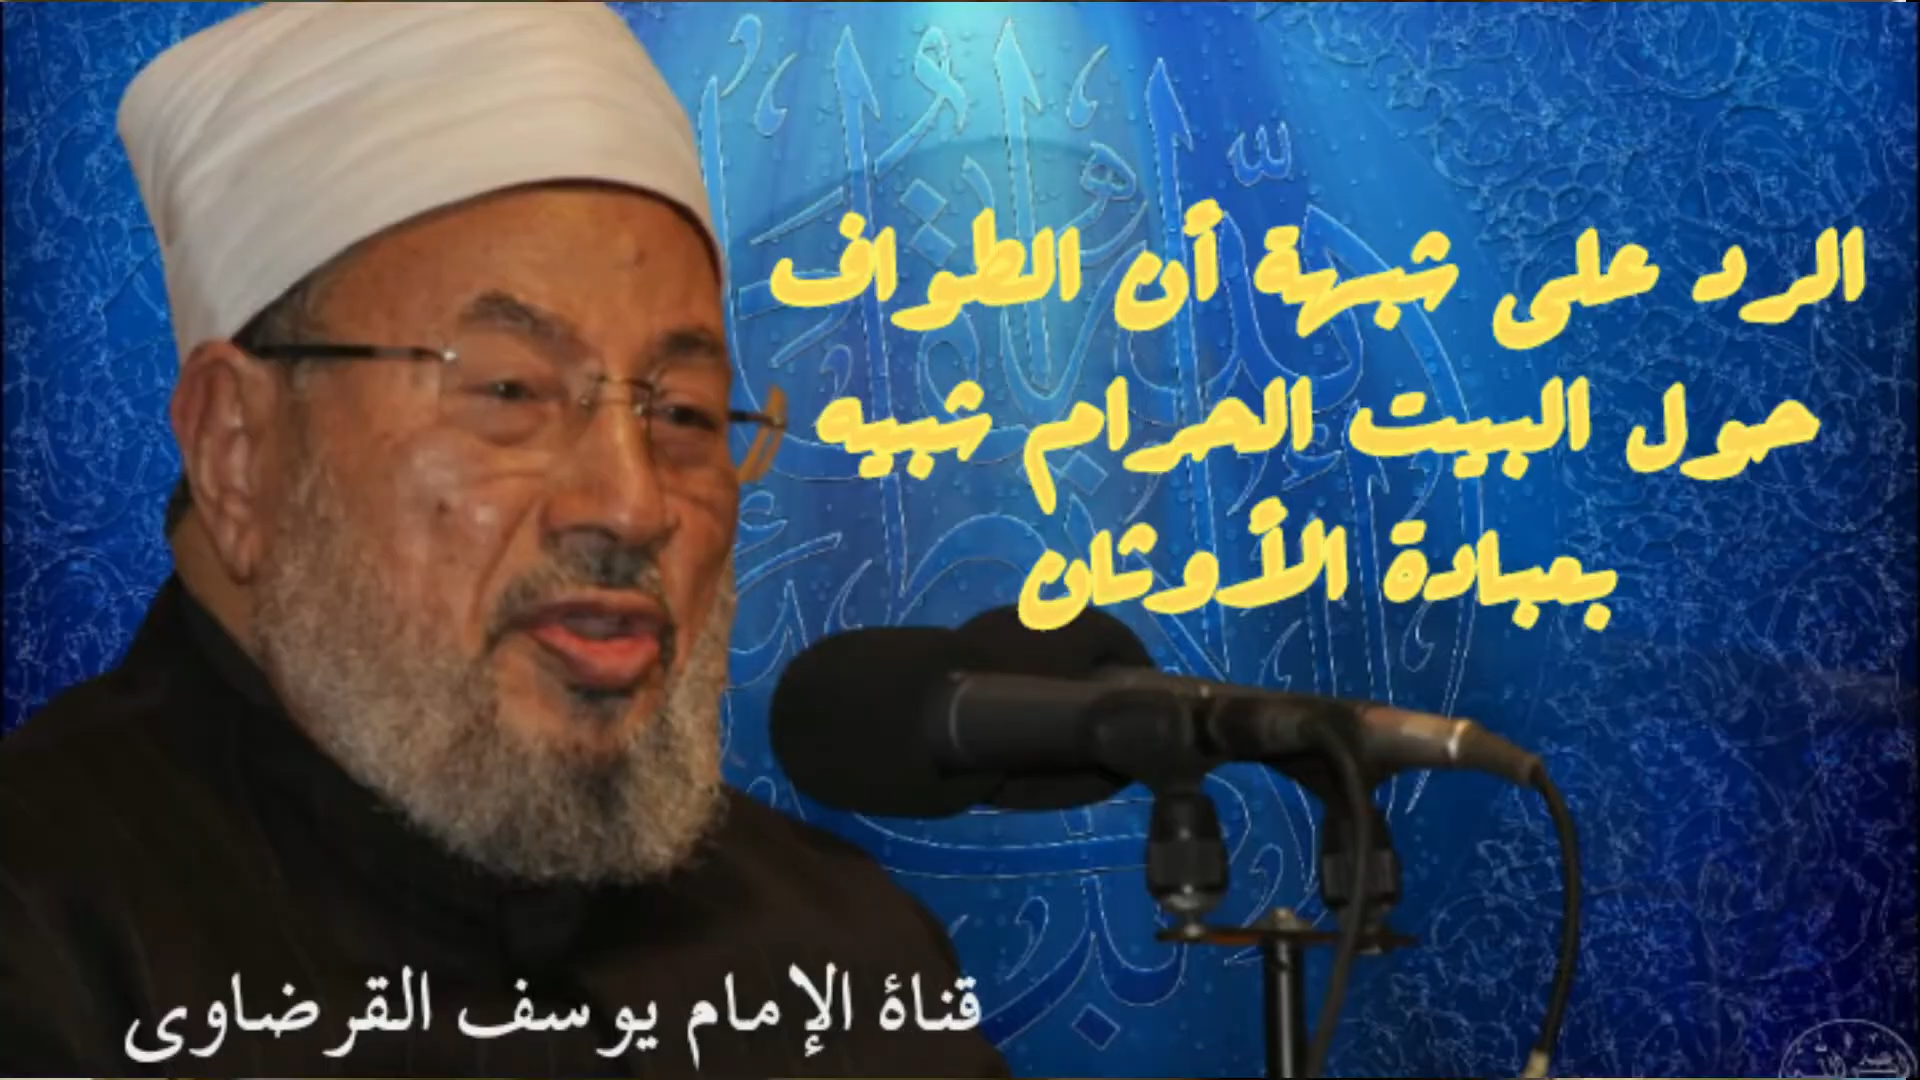 الرد على شبهة أن الطواف
حول البيت الحرام شبيه
بعبادة الأوثان
قناة الإمام يوسف القرضاوى